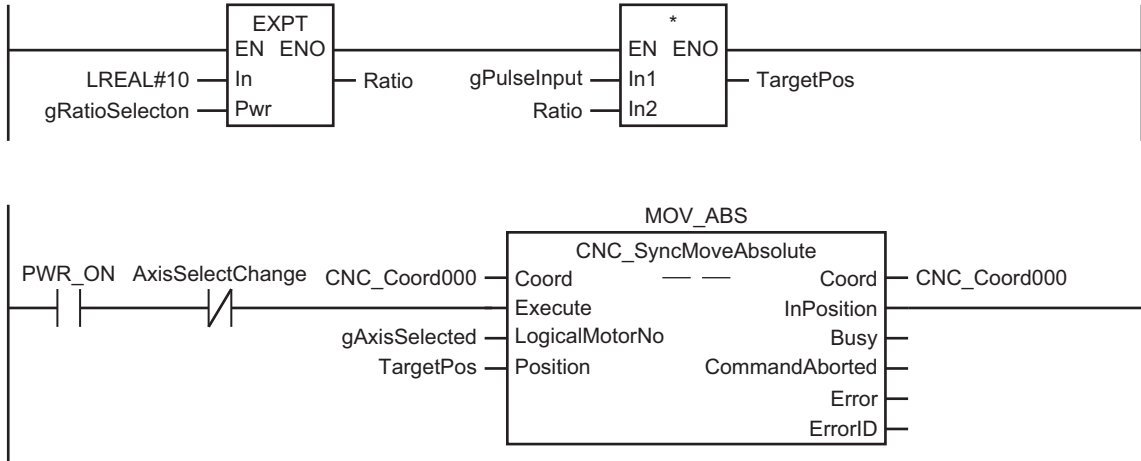 EXPT *
EN ENO EN ENO
LREAL#10 In Ratio gPulseInput In1 TargetPos
gRatioSelecton Pwr Ratio In2
MOV_ABS
CNC_SyncMoveAbsolute
PWR_ON AxisSelectChange CNC_Coord000 Coord Coord CNC_Coord000
Execute InPosition
gAxisSelected LogicalMotorNo Busy
TargetPos Position CommandAborted
Error
ErrorID